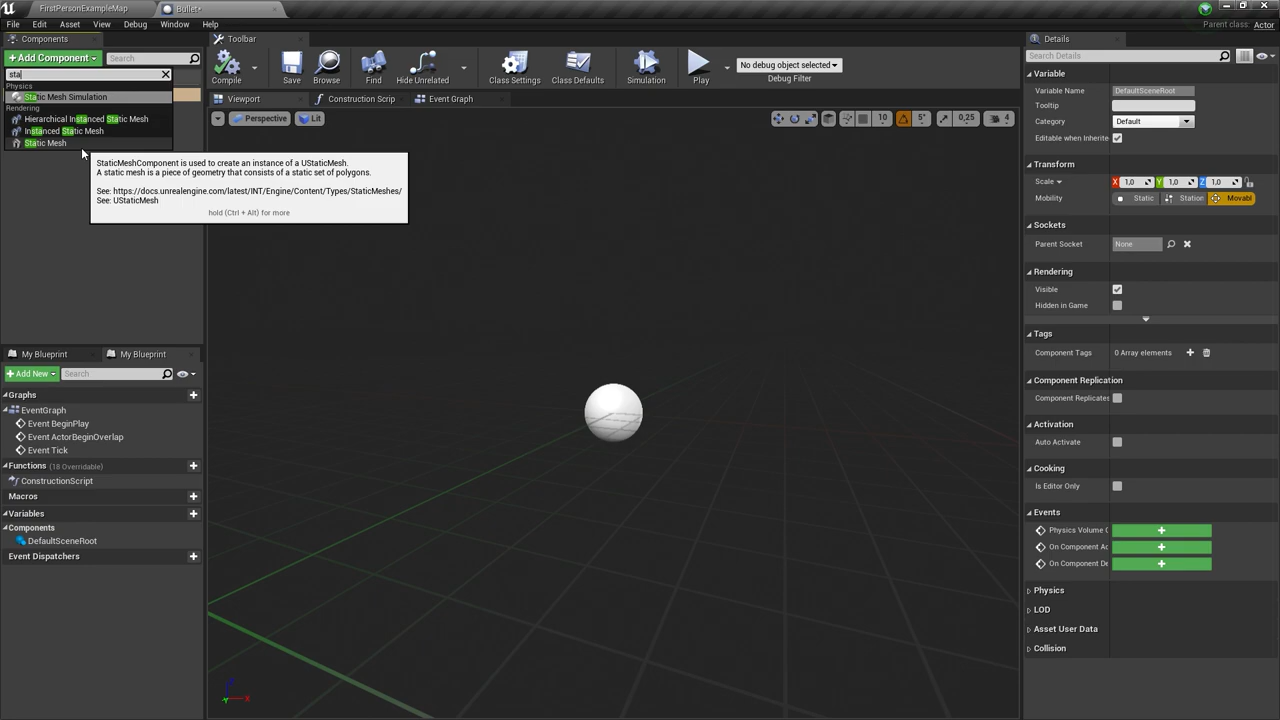 FirstPersonExampleMap
Bullet*
File Edit Asset View Debug Window Help
Parent class: Actor
Components
+ Add Component
Search
sta
Physics
Static Mesh Simulation
Rendering
Hierarchical Instanced Static Mesh
Instanced Static Mesh
Static Mesh
StaticMeshComponent is used to create an instance of a UStaticMesh.
A static mesh is a piece of geometry that consists of a static set of polygons.
See: https://docs.unrealengine.com/latest/INT/Engine/Content/Types/StaticMeshes/
See: UStaticMesh
hold (Ctrl + Alt) for more
My Blueprint
My Blueprint
+ Add New
Search
Graphs
EventGraph
Event BeginPlay
Event ActorBeginOverlap
Event Tick
Functions (18 Overridable)
ConstructionScript
Macros
Variables
Components
DefaultSceneRoot
Event Dispatchers
Toolbar
Compile
Save
Browse
Find
Hide Unrelated
Class Settings
Class Defaults
Simulation
Play
No debug object selected
Debug Filter
Viewport
Construction Scrip
Event Graph
Perspective
Lit
10
5°
0,25
4
X
Details
Search Details
Variable
Variable Name DefaultSceneRoot
Tooltip
Category Default
Editable when Inherite
Transform
Scale X 1,0 Y 1,0 Z 1,0
Mobility Static Station Movabl
Sockets
Parent Socket None
Rendering
Visible
Hidden in Game
Tags
Component Tags 0 Array elements
Component Replication
Component Replicates
Activation
Auto Activate
Cooking
Is Editor Only
Events
Physics Volume C
On Component Ac
On Component De
Physics
LOD
Asset User Data
Collision